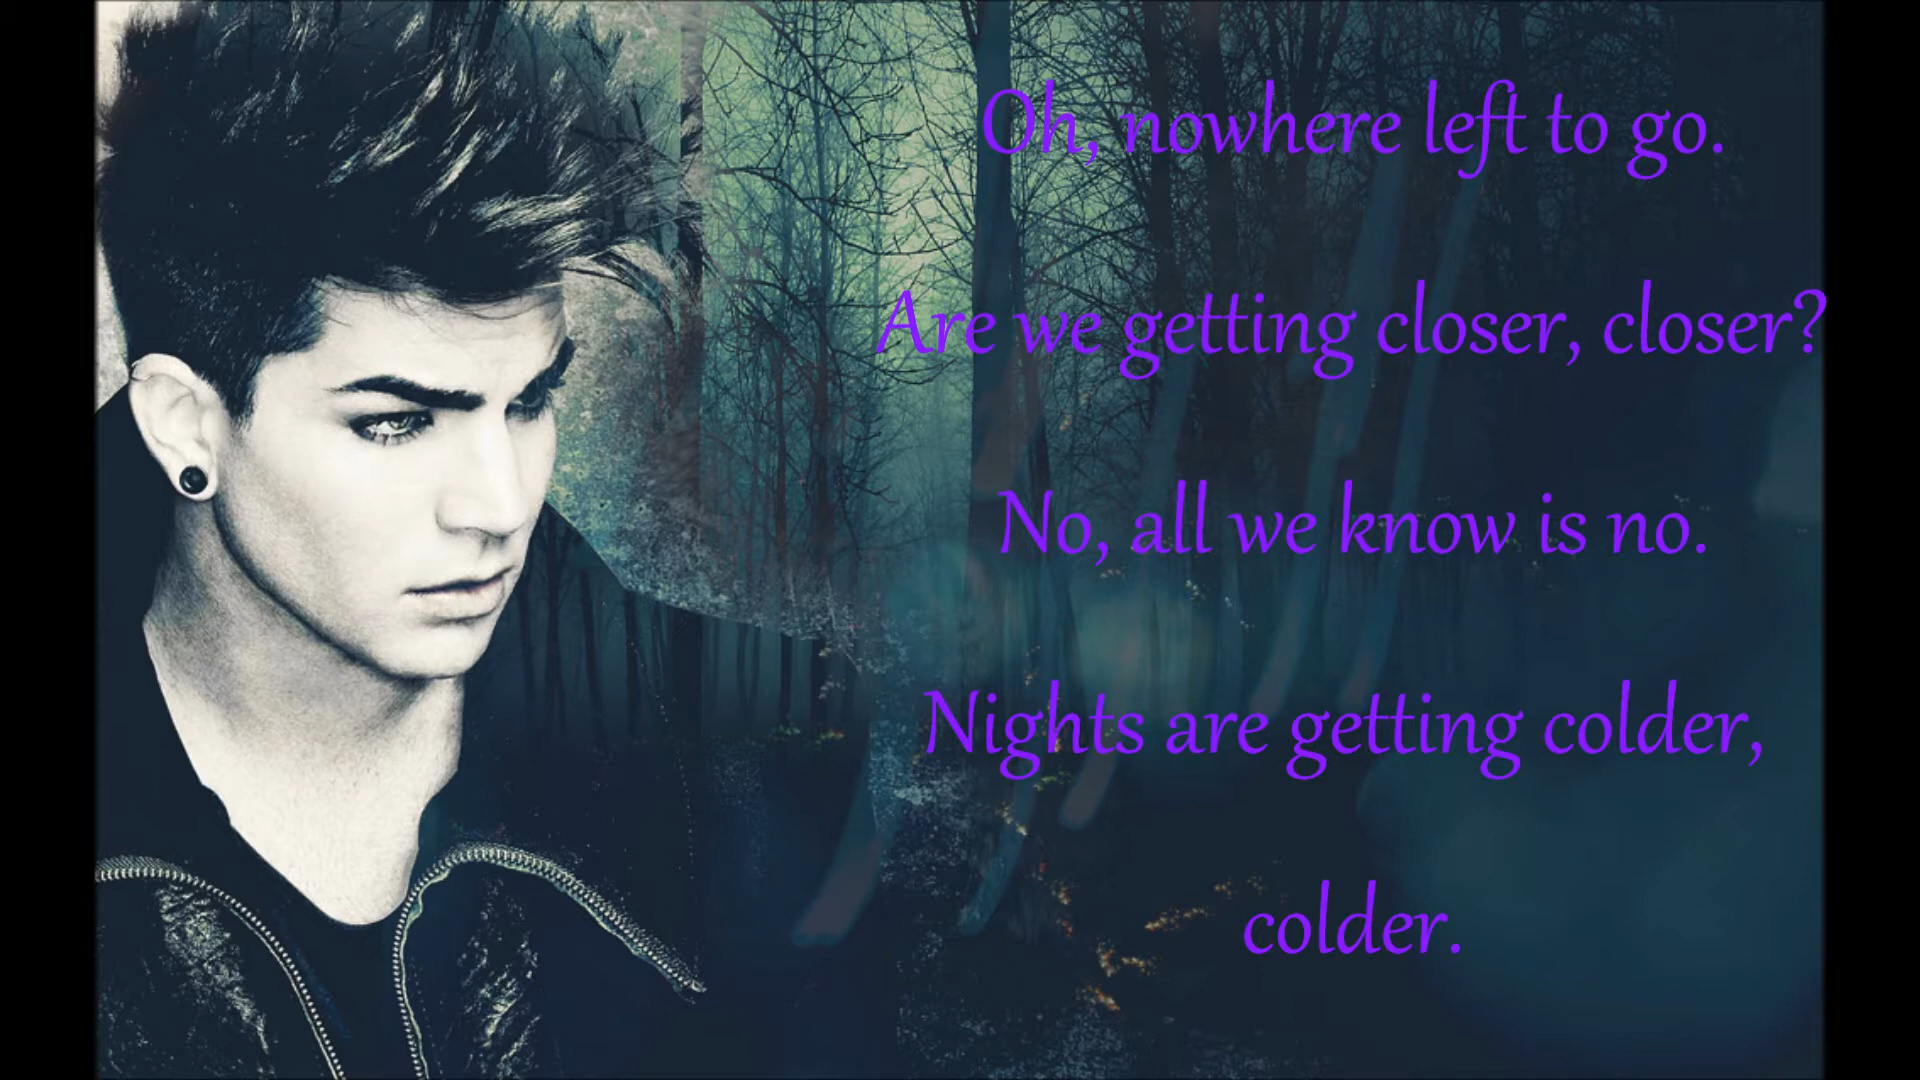 Oh, nowhere left to go.
Are we getting closer, closer?
No, all we know is no.
Nights are getting colder,
colder.